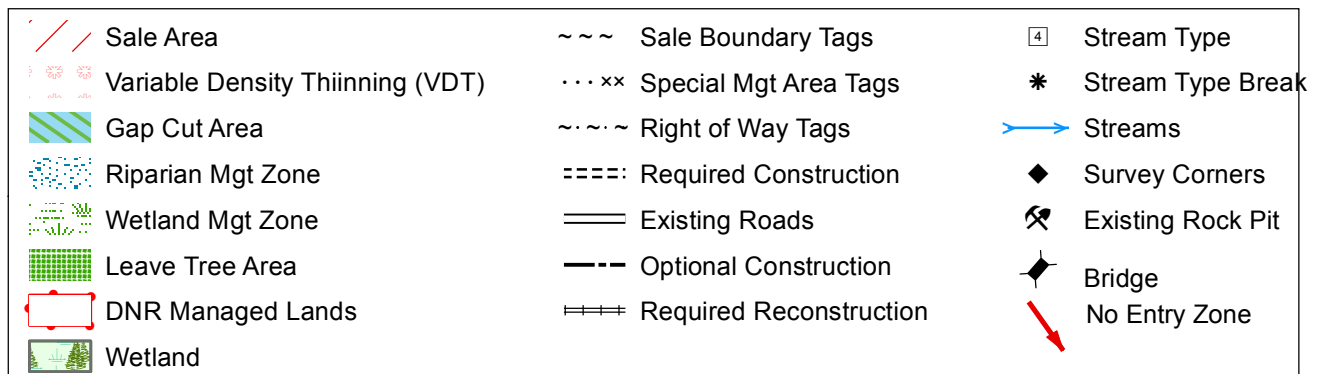 Sale Area
Variable Density Thiinning (VDT)
Gap Cut Area
Riparian Mgt Zone
Wetland Mgt Zone
Leave Tree Area
DNR Managed Lands
Wetland
Sale Boundary Tags
Special Mgt Area Tags
Right of Way Tags
Required Construction
Existing Roads
Optional Construction
Required Reconstruction
4 Stream Type
Stream Type Break
Streams
Survey Corners
Existing Rock Pit
Bridge
No Entry Zone